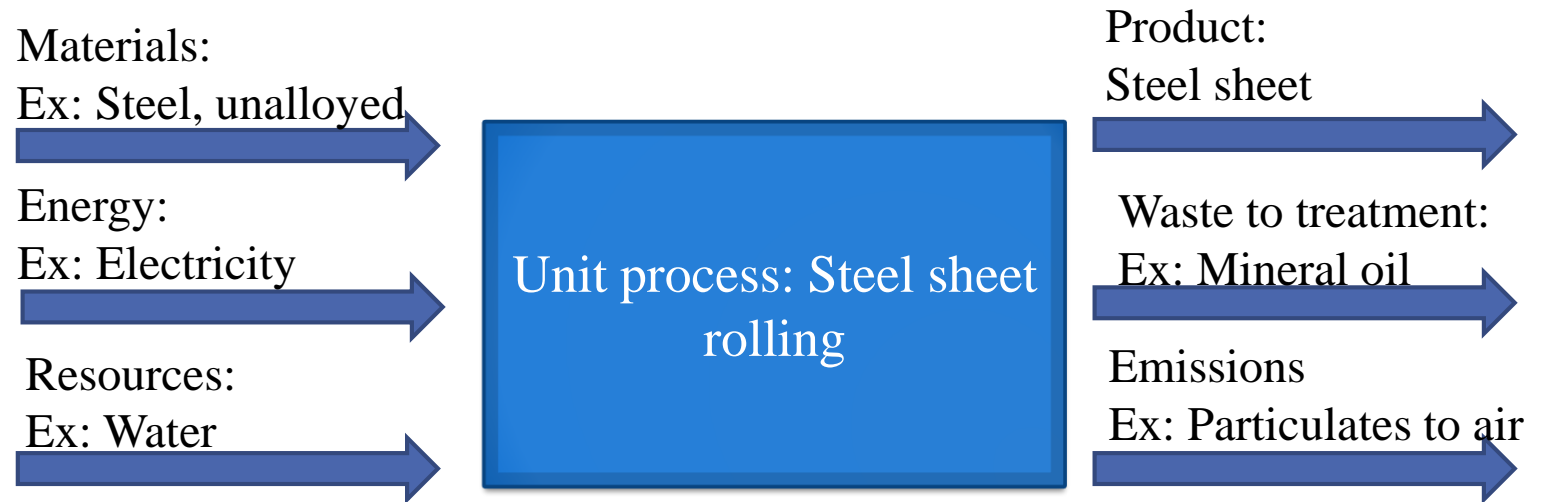 Materials:
Ex: Steel, unalloyed
Energy:
Ex: Electricity
Resources:
Ex: Water
Unit process: Steel sheet
rolling
Product:
Steel sheet
Waste to treatment:
Ex: Mineral oil
Emissions
Ex: Particulates to air